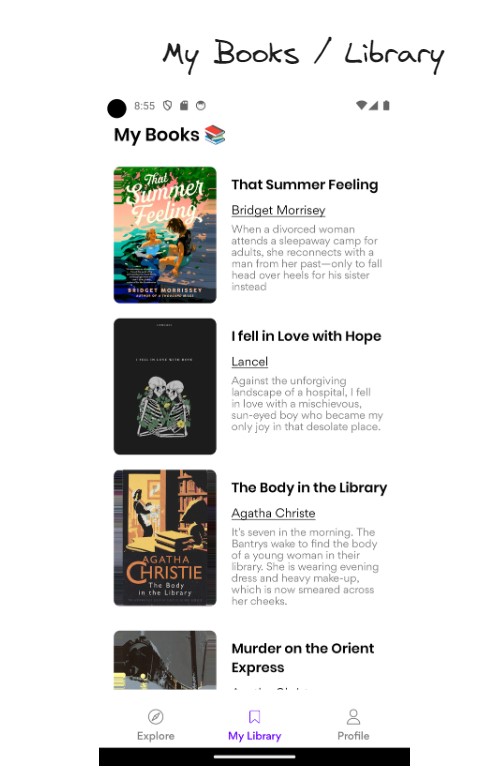 My Books / Library
8:55
My Books 📚
That
Summer
Feeling
BRIDGET MORRISSEY
AUTHOR OF A THOUSAND MILES
That Summer Feeling
Bridget Morrisey
When a divorced woman
attends a sleepaway camp for
adults, she reconnects with a
man from her past—only to fall
head over heels for his sister
instead
I FELL IN LOVE WITH HOPE
I fell in Love with Hope
Lancel
Against the unforgiving
landscape of a hospital, I fell
in love with a mischievous,
sun-eyed boy who became my
only joy in that desolate place.
AGATHA
CHRISTIE
The Body
in the Library
The Body in the Library
Agatha Christe
It's seven in the morning. The
Bantrys wake to find the body
of a young woman in their
library. She is wearing evening
dress and heavy make-up,
which is now smeared across
her cheeks.
Murder on the Orient
Express
Explore
My Library
Profile